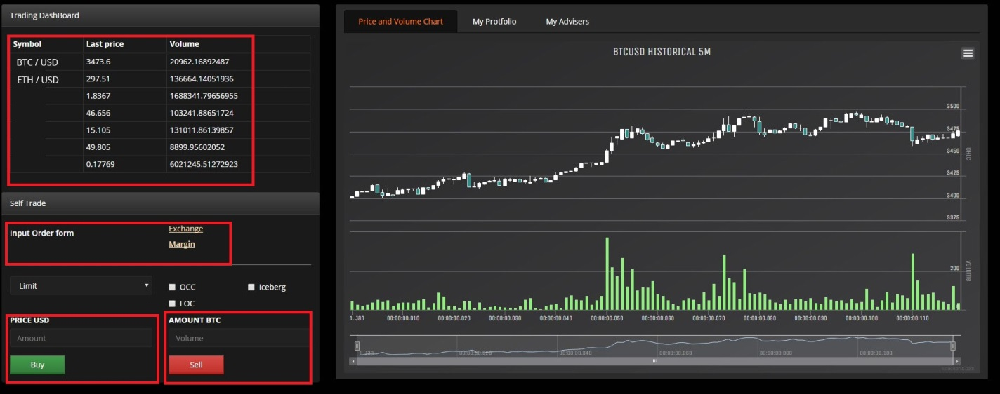 Trading DashBoard
Symbol Last price Volume
BTC / USD 3473.6 20962.16892487
ETH / USD 297.51 136664.14051936
1.8367 1688341.79656955
46.656 103241.88651724
15.105 131011.86139857
49.805 8899.95602052
0.17769 6021245.51272923
Self Trade
Input Order form
Exchange
Margin
Limit
OCC
Iceberg
FOC
PRICE USD
Amount
Buy
AMOUNT BTC
Volume
Sell
Price and Volume Chart My Protfolio My Advisers
BTCUSD HISTORICAL 5M
3500
3475
3450
3425
3400
3375
OHLC
200
0
VOLUME
1. JAN 00:00:00.010 00:00:00.020 00:00:00.030 00:00:00.040 00:00:00.050 00:00:00.060 00:00:00.070 00:00:00.080 00:00:00.090 00:00:00.100 00:00:00.110
1. JAN 00:00:00.020 00:00:00.040 00:00:00.060 00:00:00.080 00:00:00.100